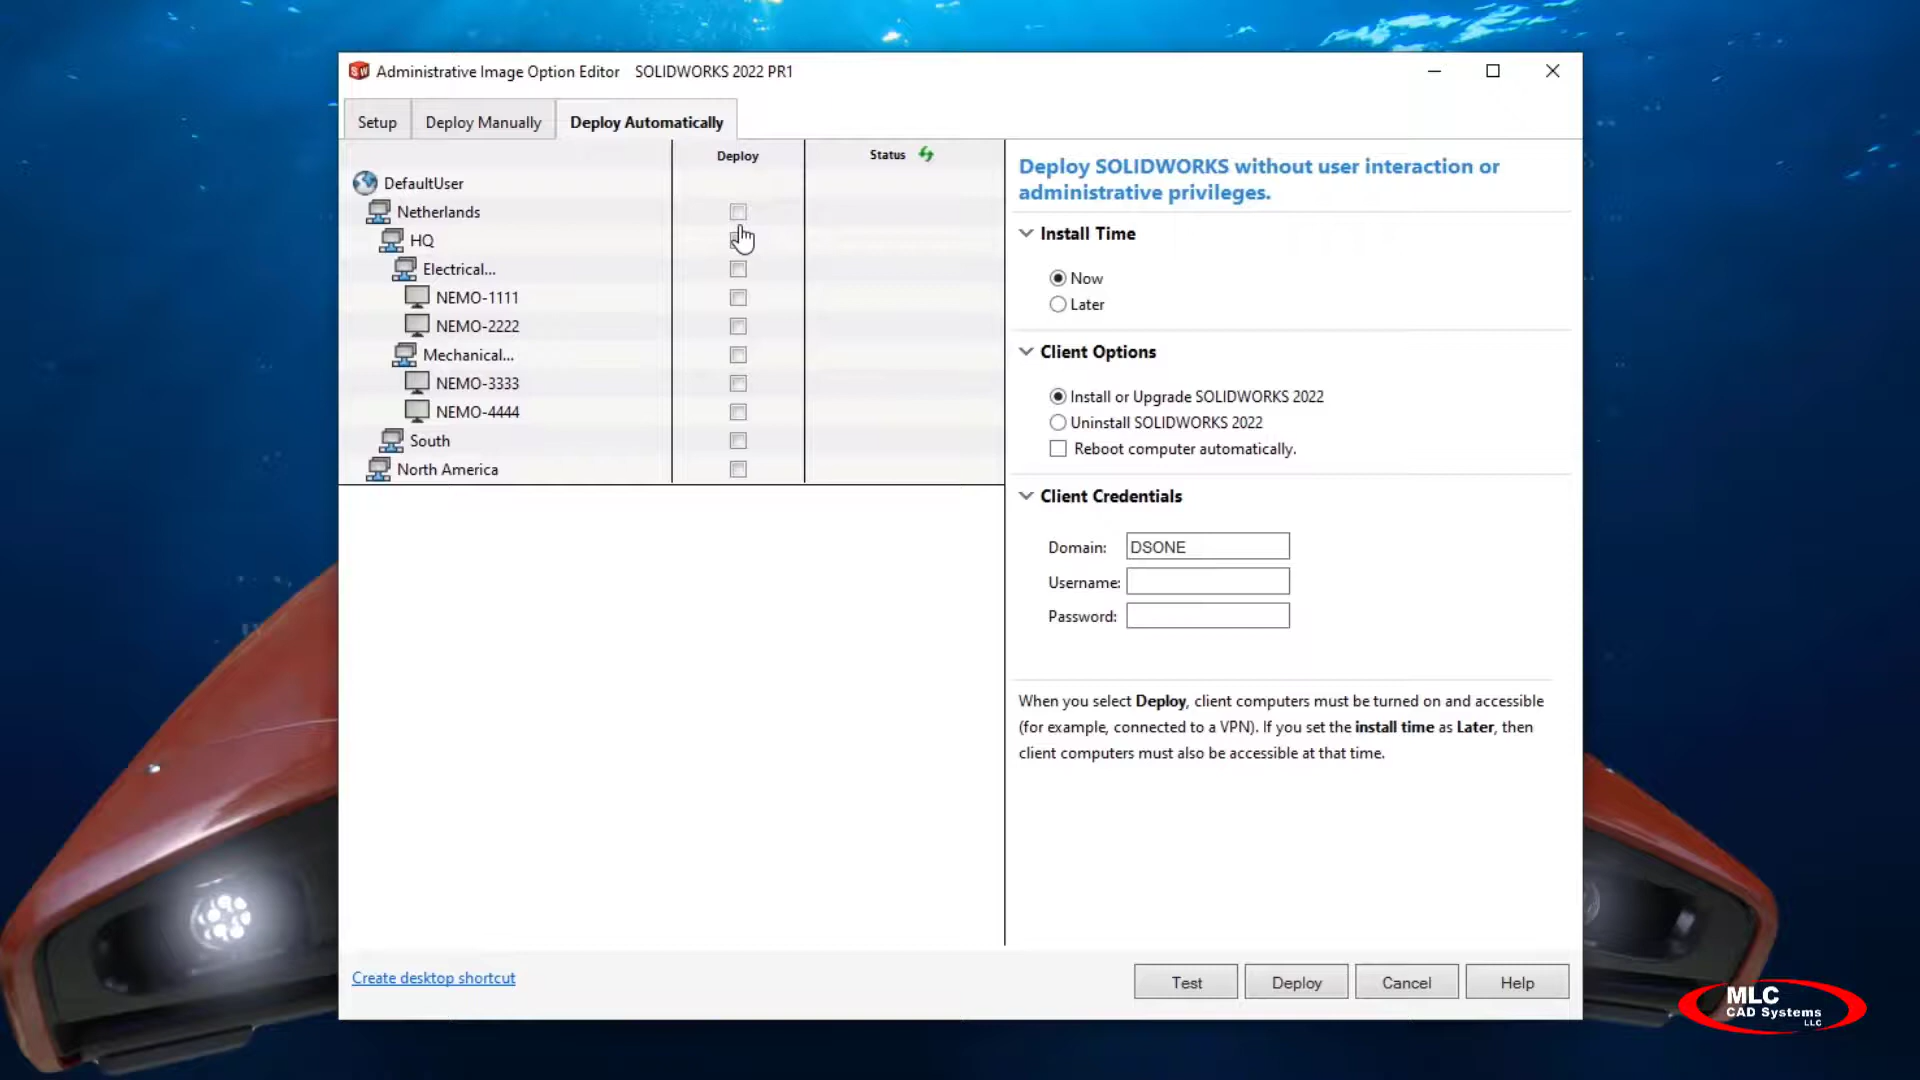 SW Administrative Image Option Editor SOLIDWORKS 2022 PR1
Setup Deploy Manually Deploy Automatically
Deploy Status
DefaultUser
Netherlands
HQ
Electrical...
NEMO-1111
NEMO-2222
Mechanical...
NEMO-3333
NEMO-4444
South
North America
Deploy SOLIDWORKS without user interaction or
administrative privileges.
Install Time
Now
Later
Client Options
Install or Upgrade SOLIDWORKS 2022
Uninstall SOLIDWORKS 2022
Reboot computer automatically.
Client Credentials
Domain: DSONE
Username:
Password:
When you select Deploy, client computers must be turned on and accessible
(for example, connected to a VPN). If you set the install time as Later, then
client computers must also be accessible at that time.
Create desktop shortcut
Test Deploy Cancel Help
MLC
CAD Systems
LLC